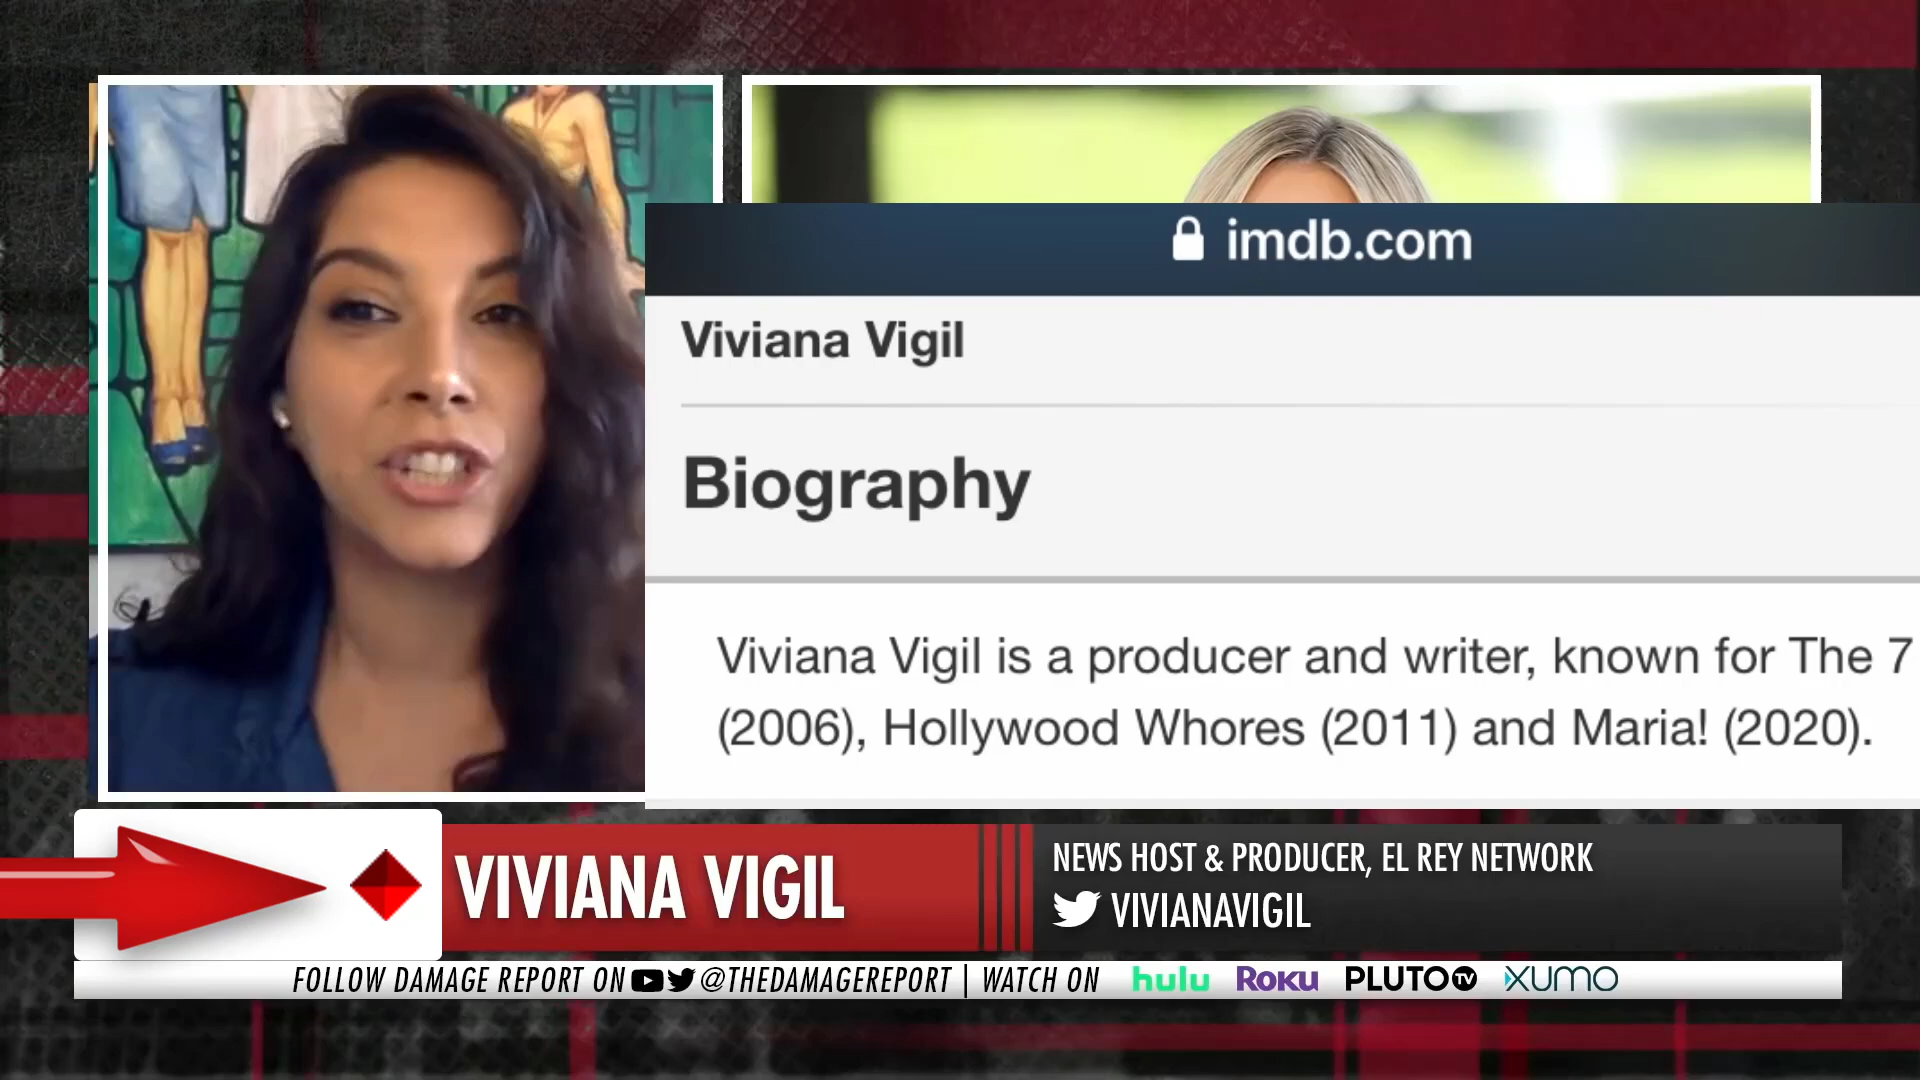 imdb.com
Viviana Vigil
Biography
Viviana Vigil is a producer and writer, known for The 7
(2006), Hollywood Whores (2011) and Maria! (2020).
VIVIANA VIGIL
NEWS HOST & PRODUCER, EL REY NETWORK
VIVIANAVIGIL
FOLLOW DAMAGE REPORT ON @THEDAMAGEREPORT | WATCH ON hulu ROKU PLUTO TV XUMO